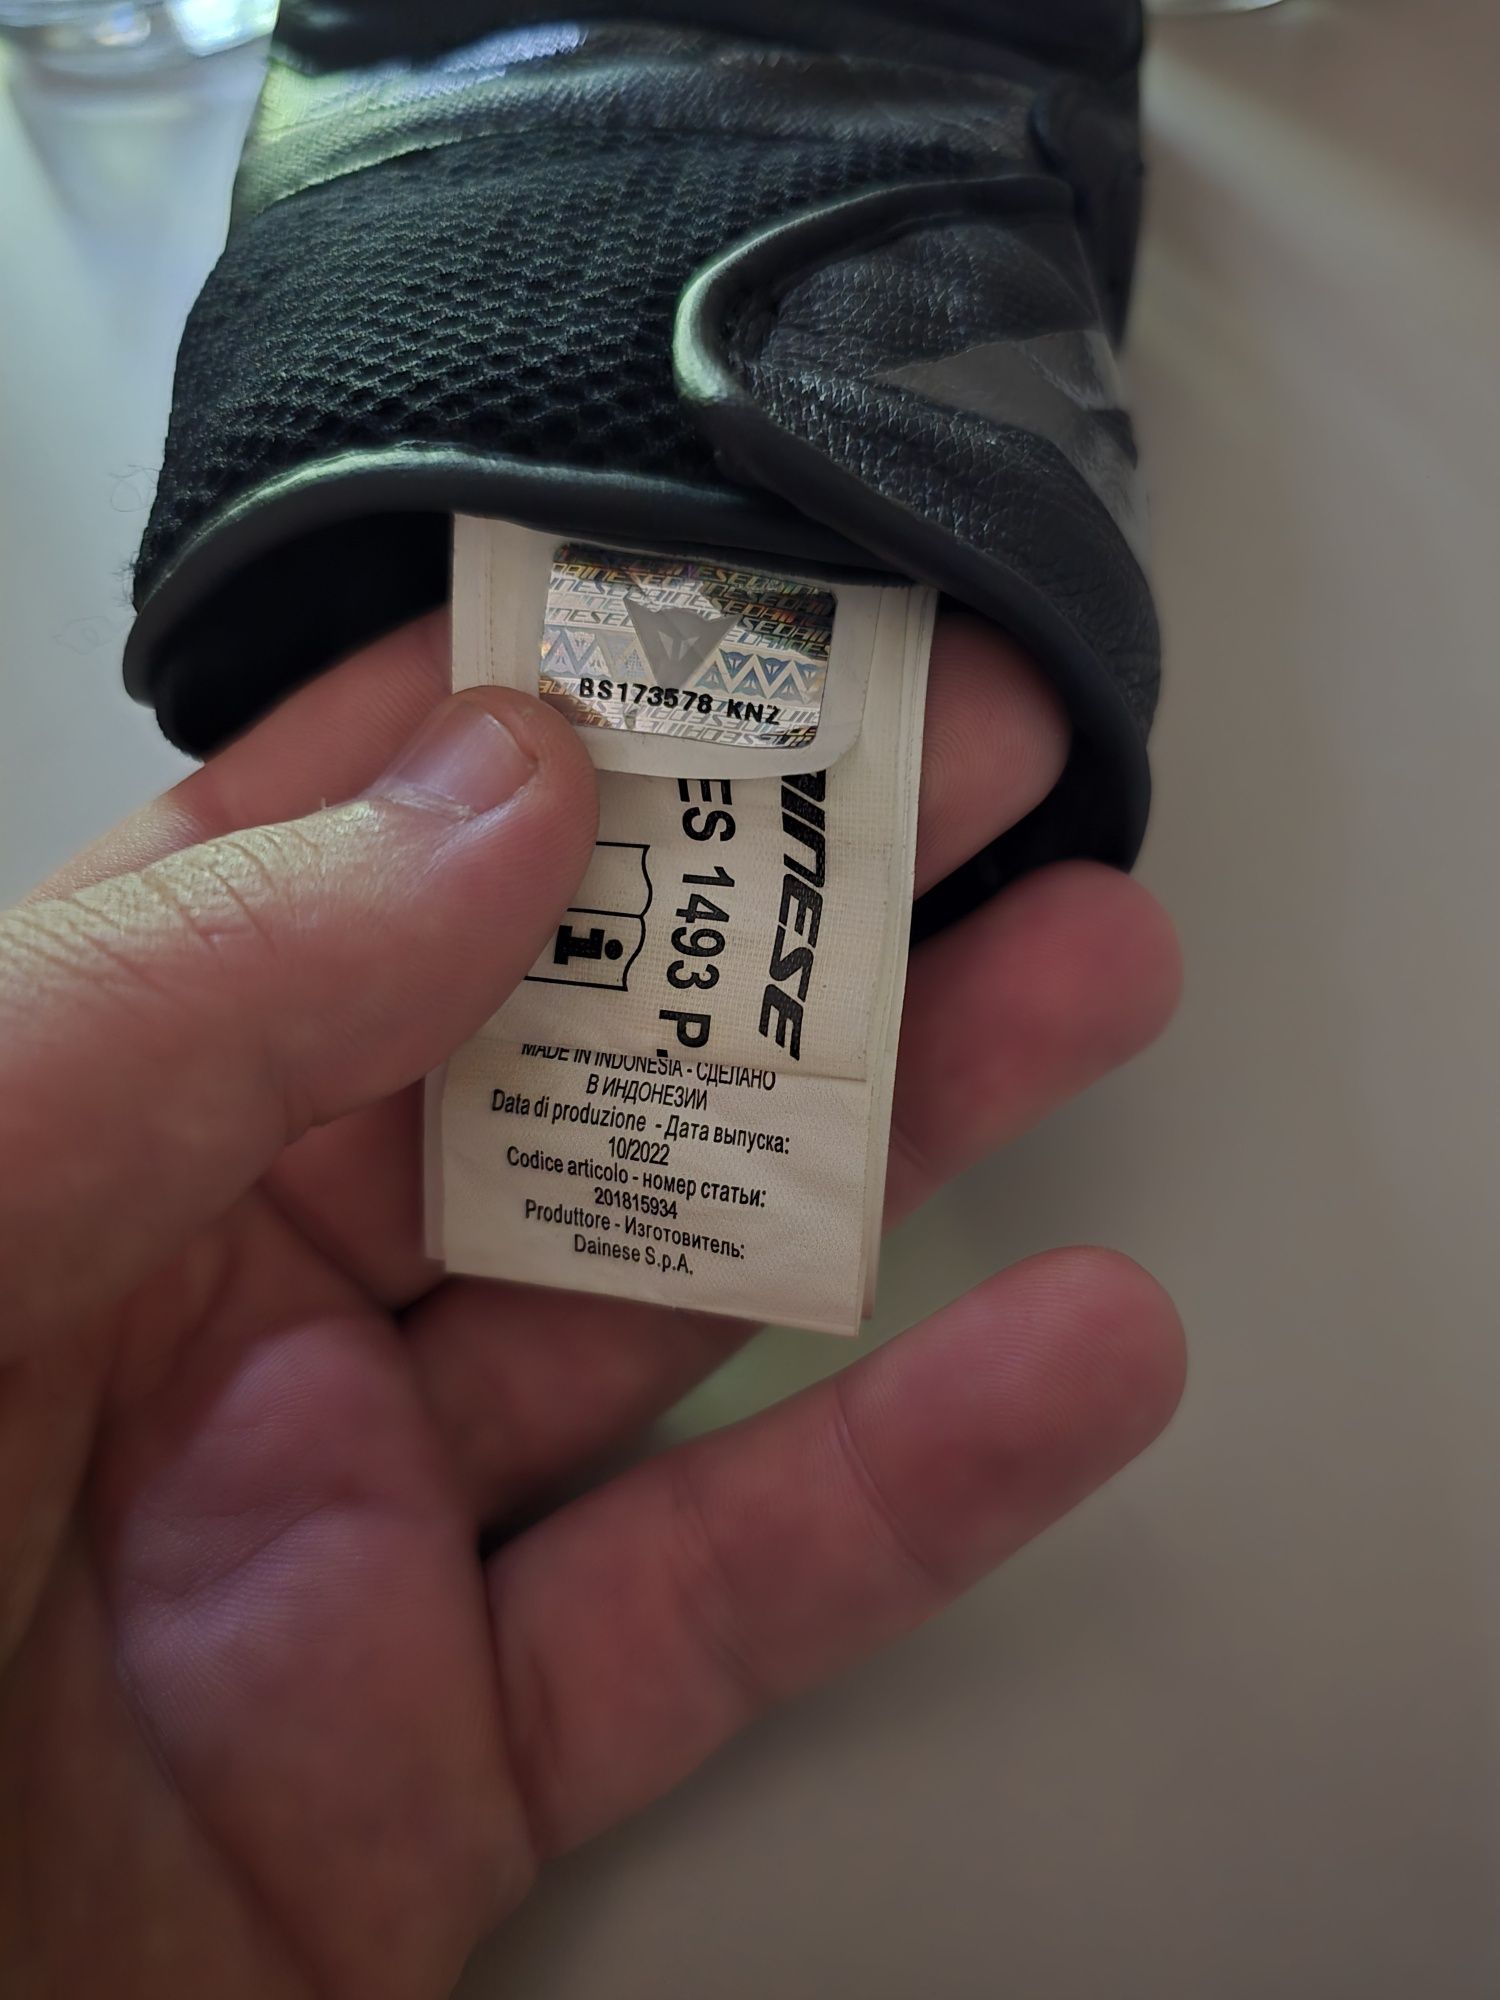 BS173578 KNZ
AINESE
ES 1493 P.
i
MADE IN INDONESIA - СДЕЛАНО
В ИНДОНЕЗИИ
Data di produzione - Дата выпуска:
10/2022
Codice articolo - номер статьи:
201815934
Produttore - Изготовитель:
Dainese S.p.A.